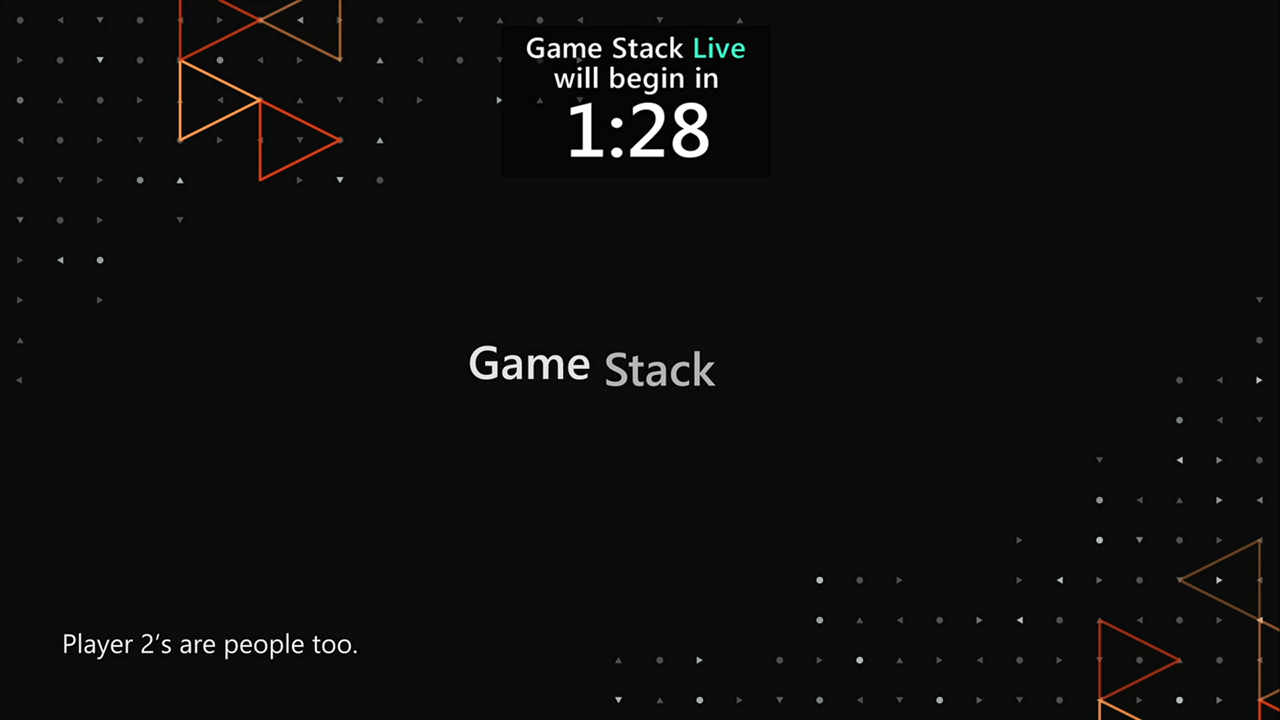 Game Stack Live
will begin in
1:28
Game Stack
Player 2’s are people too.